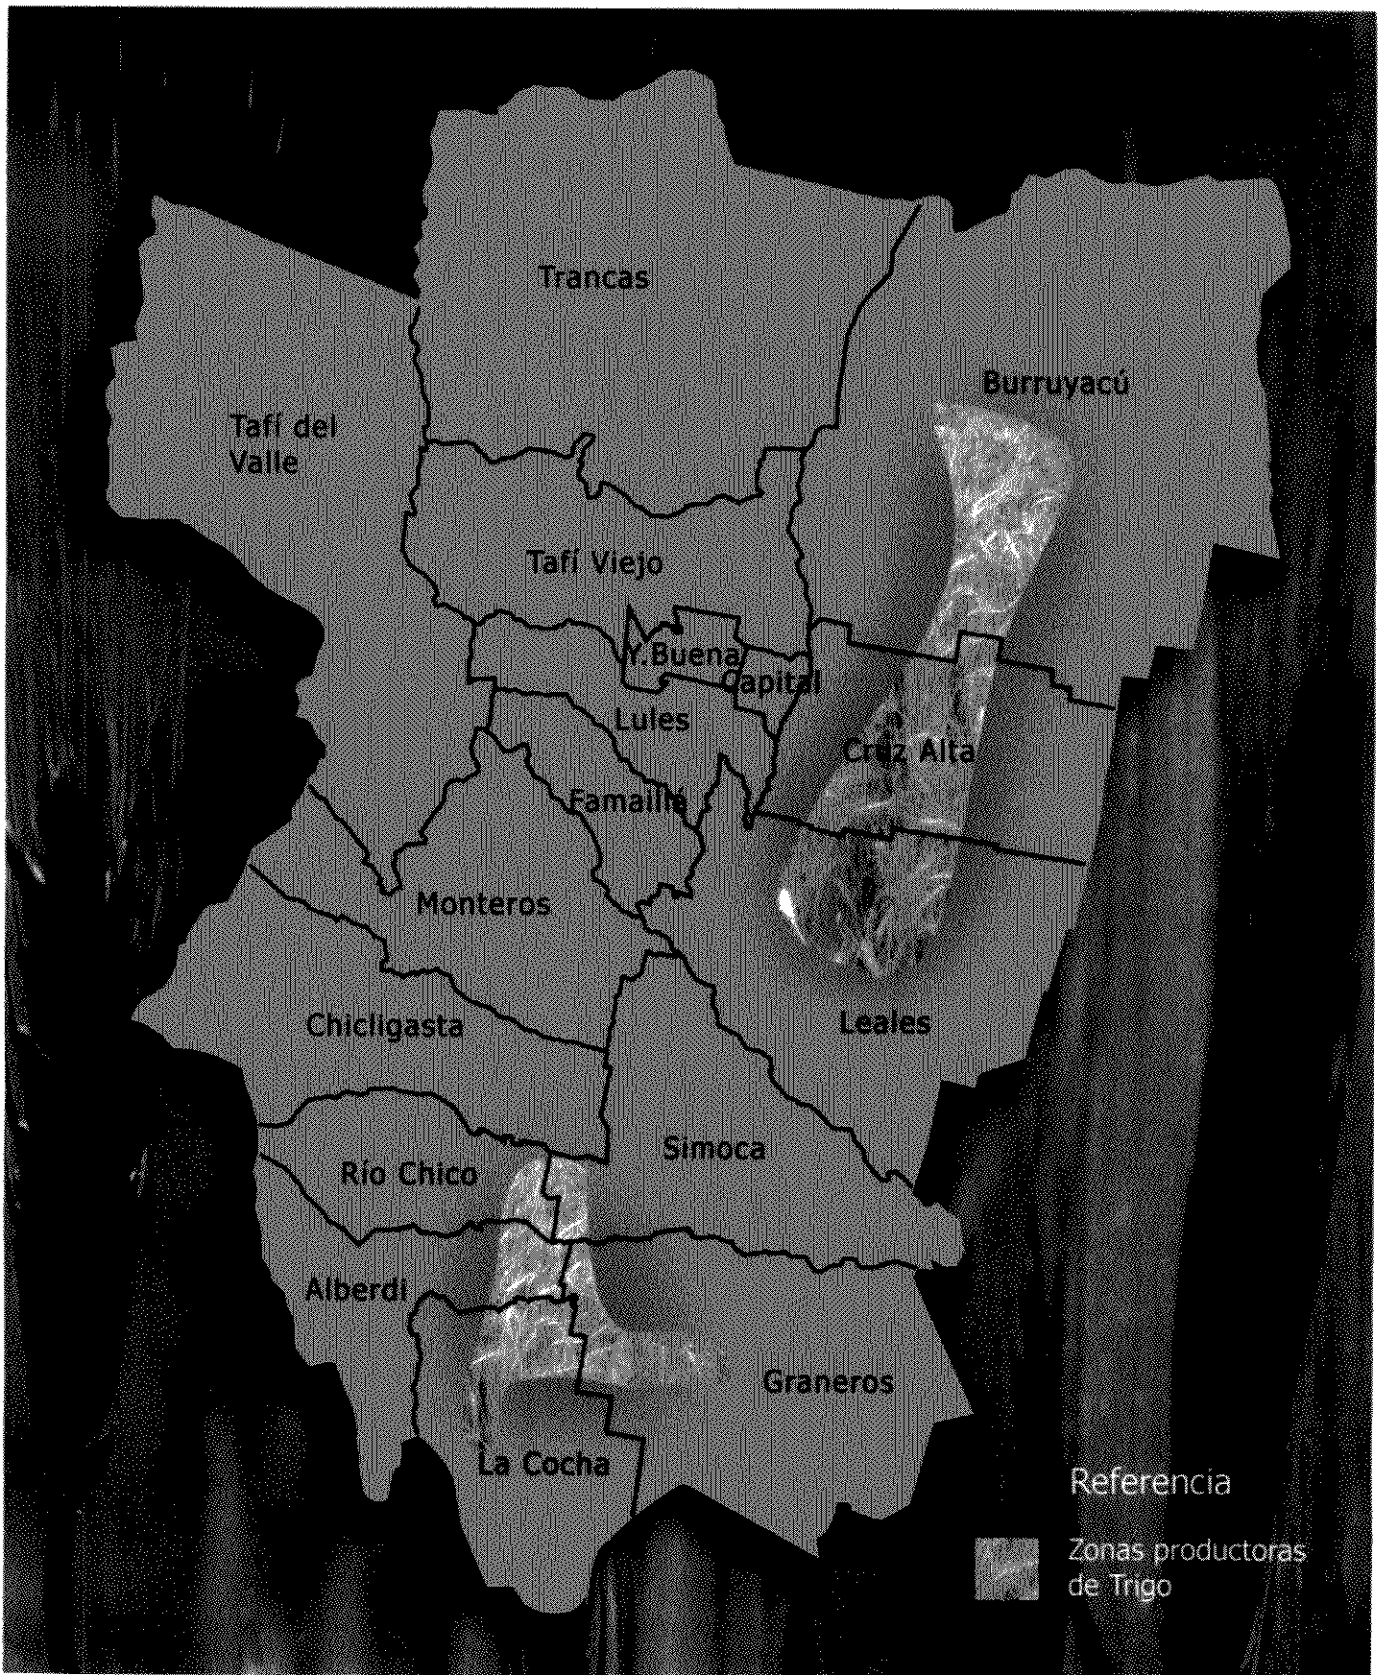 Trancas
Burruyacú
Tafí del
Valle
Tafí Viejo
Y.Buena
Capital
Lules
Cruz Alta
Famaillá
Monteros
Chicligasta
Leales
Simoca
Río Chico
Alberdi
Graneros
La Cocha
Referencia
Zonas productoras
de Trigo